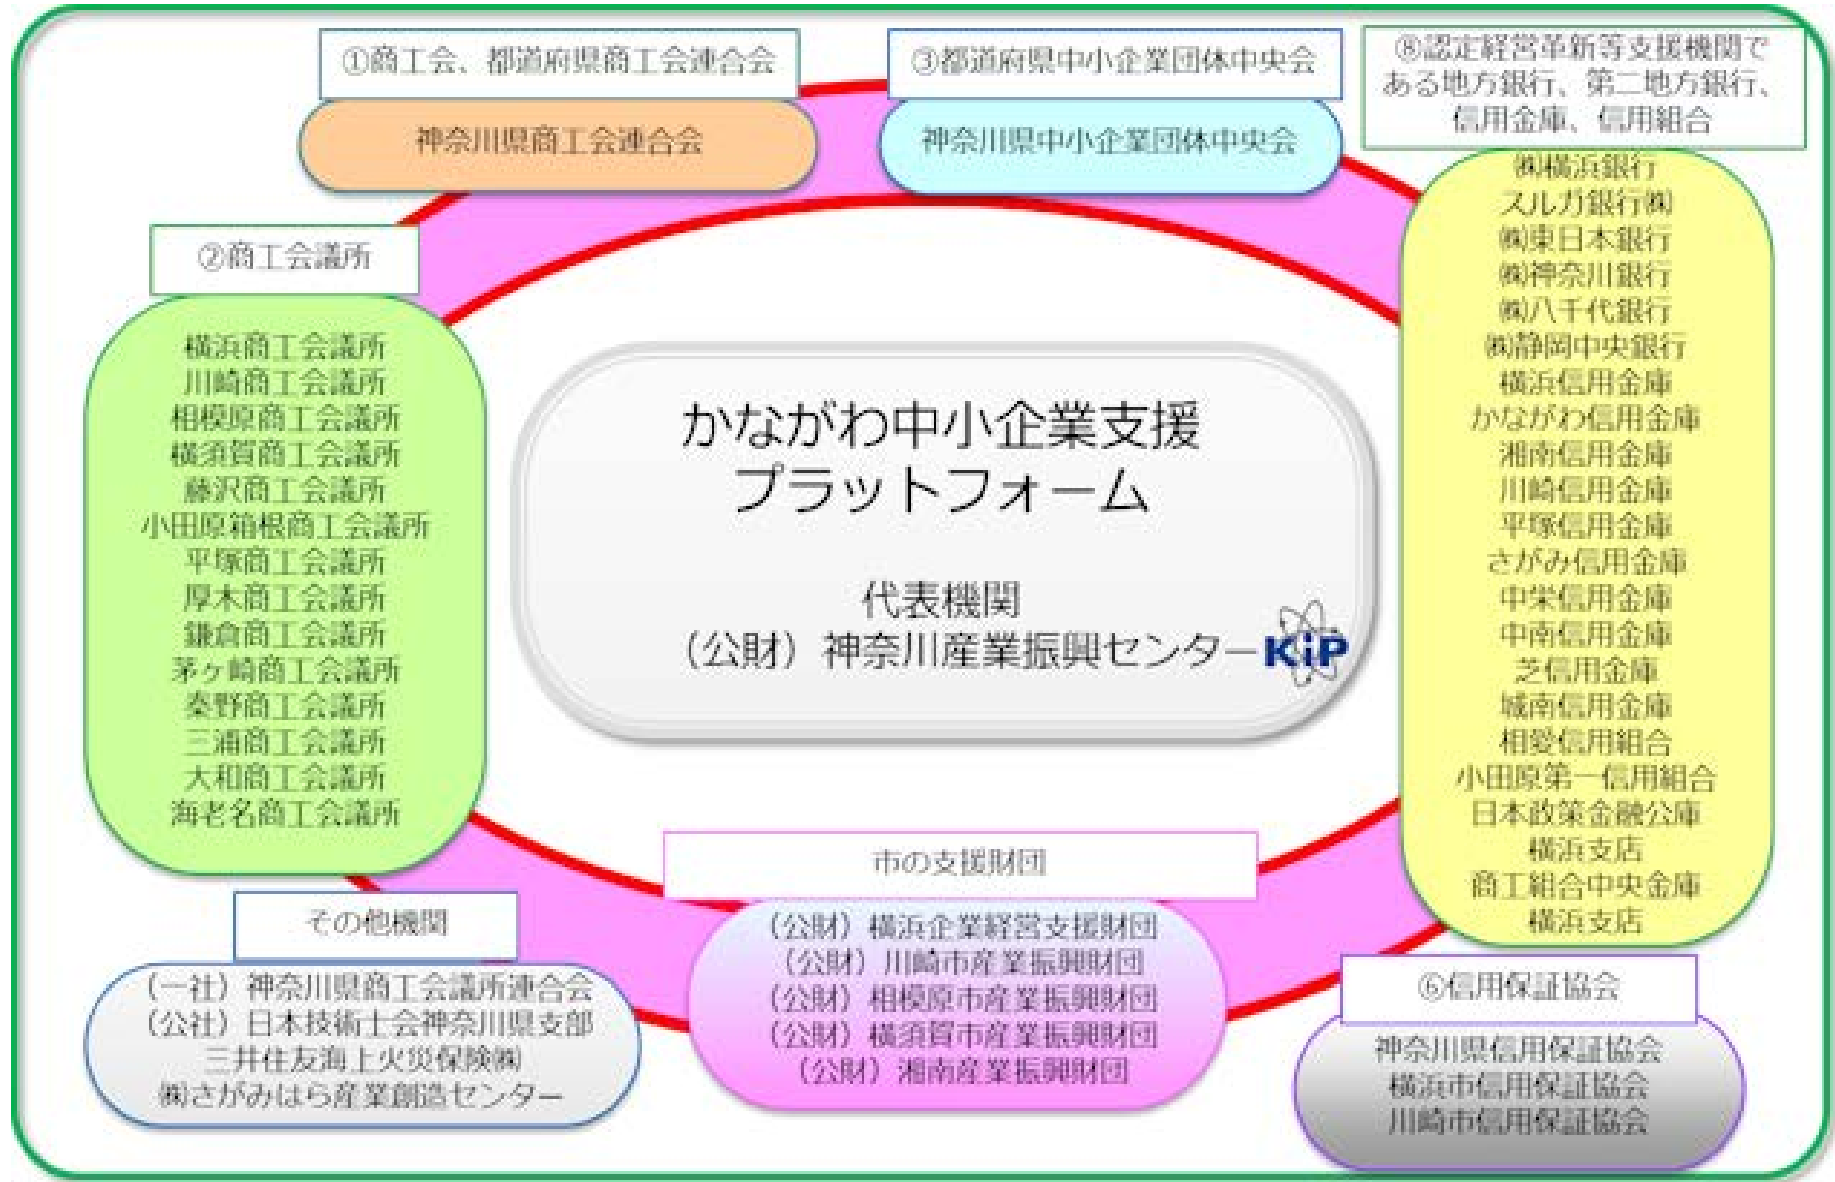 ①商工会、都道府県商工会連合会
神奈川県商工会連合会
③都道府県中小企業団体中央会
神奈川県中小企業団体中央会
⑧認定経営革新等支援機関で
ある地方銀行、第二地方銀行、
信用金庫、信用組合
㈱横浜銀行
スルガ銀行㈱
㈱東日本銀行
㈱神奈川銀行
㈱八千代銀行
㈱静岡中央銀行
横浜信用金庫
かながわ信用金庫
湘南信用金庫
川崎信用金庫
平塚信用金庫
さがみ信用金庫
中栄信用金庫
中南信用金庫
芝信用金庫
城南信用金庫
相愛信用組合
小田原第一信用組合
日本政策金融公庫
横浜支店
商工組合中央金庫
横浜支店
②商工会議所
横浜商工会議所
川崎商工会議所
相模原商工会議所
横須賀商工会議所
藤沢商工会議所
小田原箱根商工会議所
平塚商工会議所
厚木商工会議所
鎌倉商工会議所
茅ヶ崎商工会議所
秦野商工会議所
三浦商工会議所
大和商工会議所
海老名商工会議所
かながわ中小企業支援
プラットフォーム
代表機関
（公財）神奈川産業振興センター
KiP
市の支援財団
（公財）横浜企業経営支援財団
（公財）川崎市産業振興財団
（公財）相模原市産業振興財団
（公財）横須賀市産業振興財団
（公財）湘南産業振興財団
その他機関
（一社）神奈川県商工会議所連合会
（公社）日本技術士会神奈川県支部
三井住友海上火災保険㈱
㈱さがみはら産業創造センター
⑥信用保証協会
神奈川県信用保証協会
横浜市信用保証協会
川崎市信用保証協会